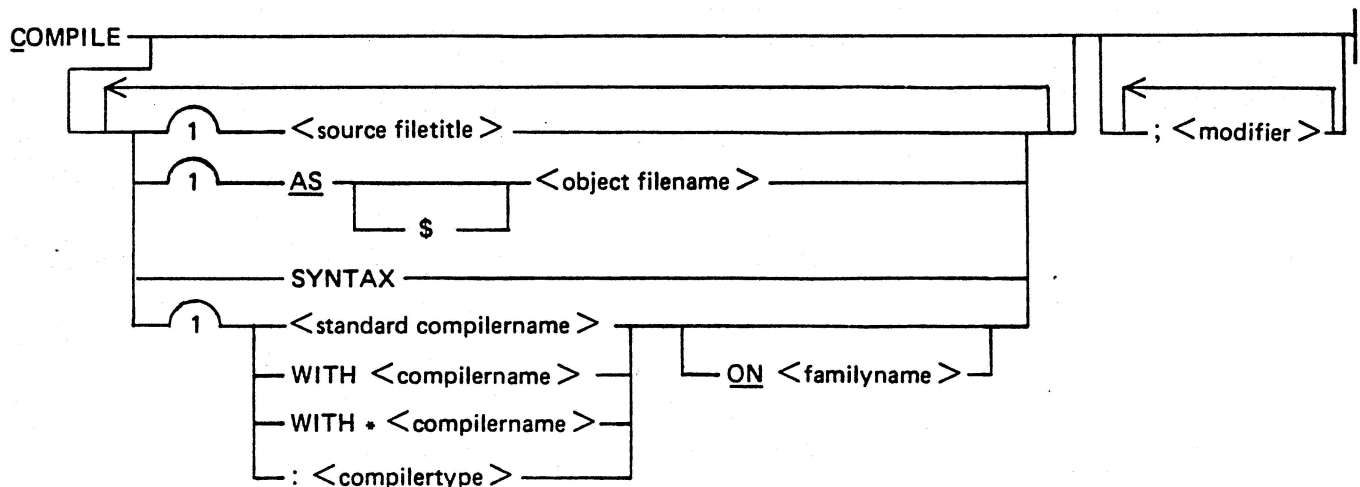 COMPILE
1 <source filetitle>
; <modifier>
1 AS <object filename>
$
SYNTAX
1 <standard compilername>
WITH <compilername>
ON <familyname>
WITH * <compilername>
: <compilertype>